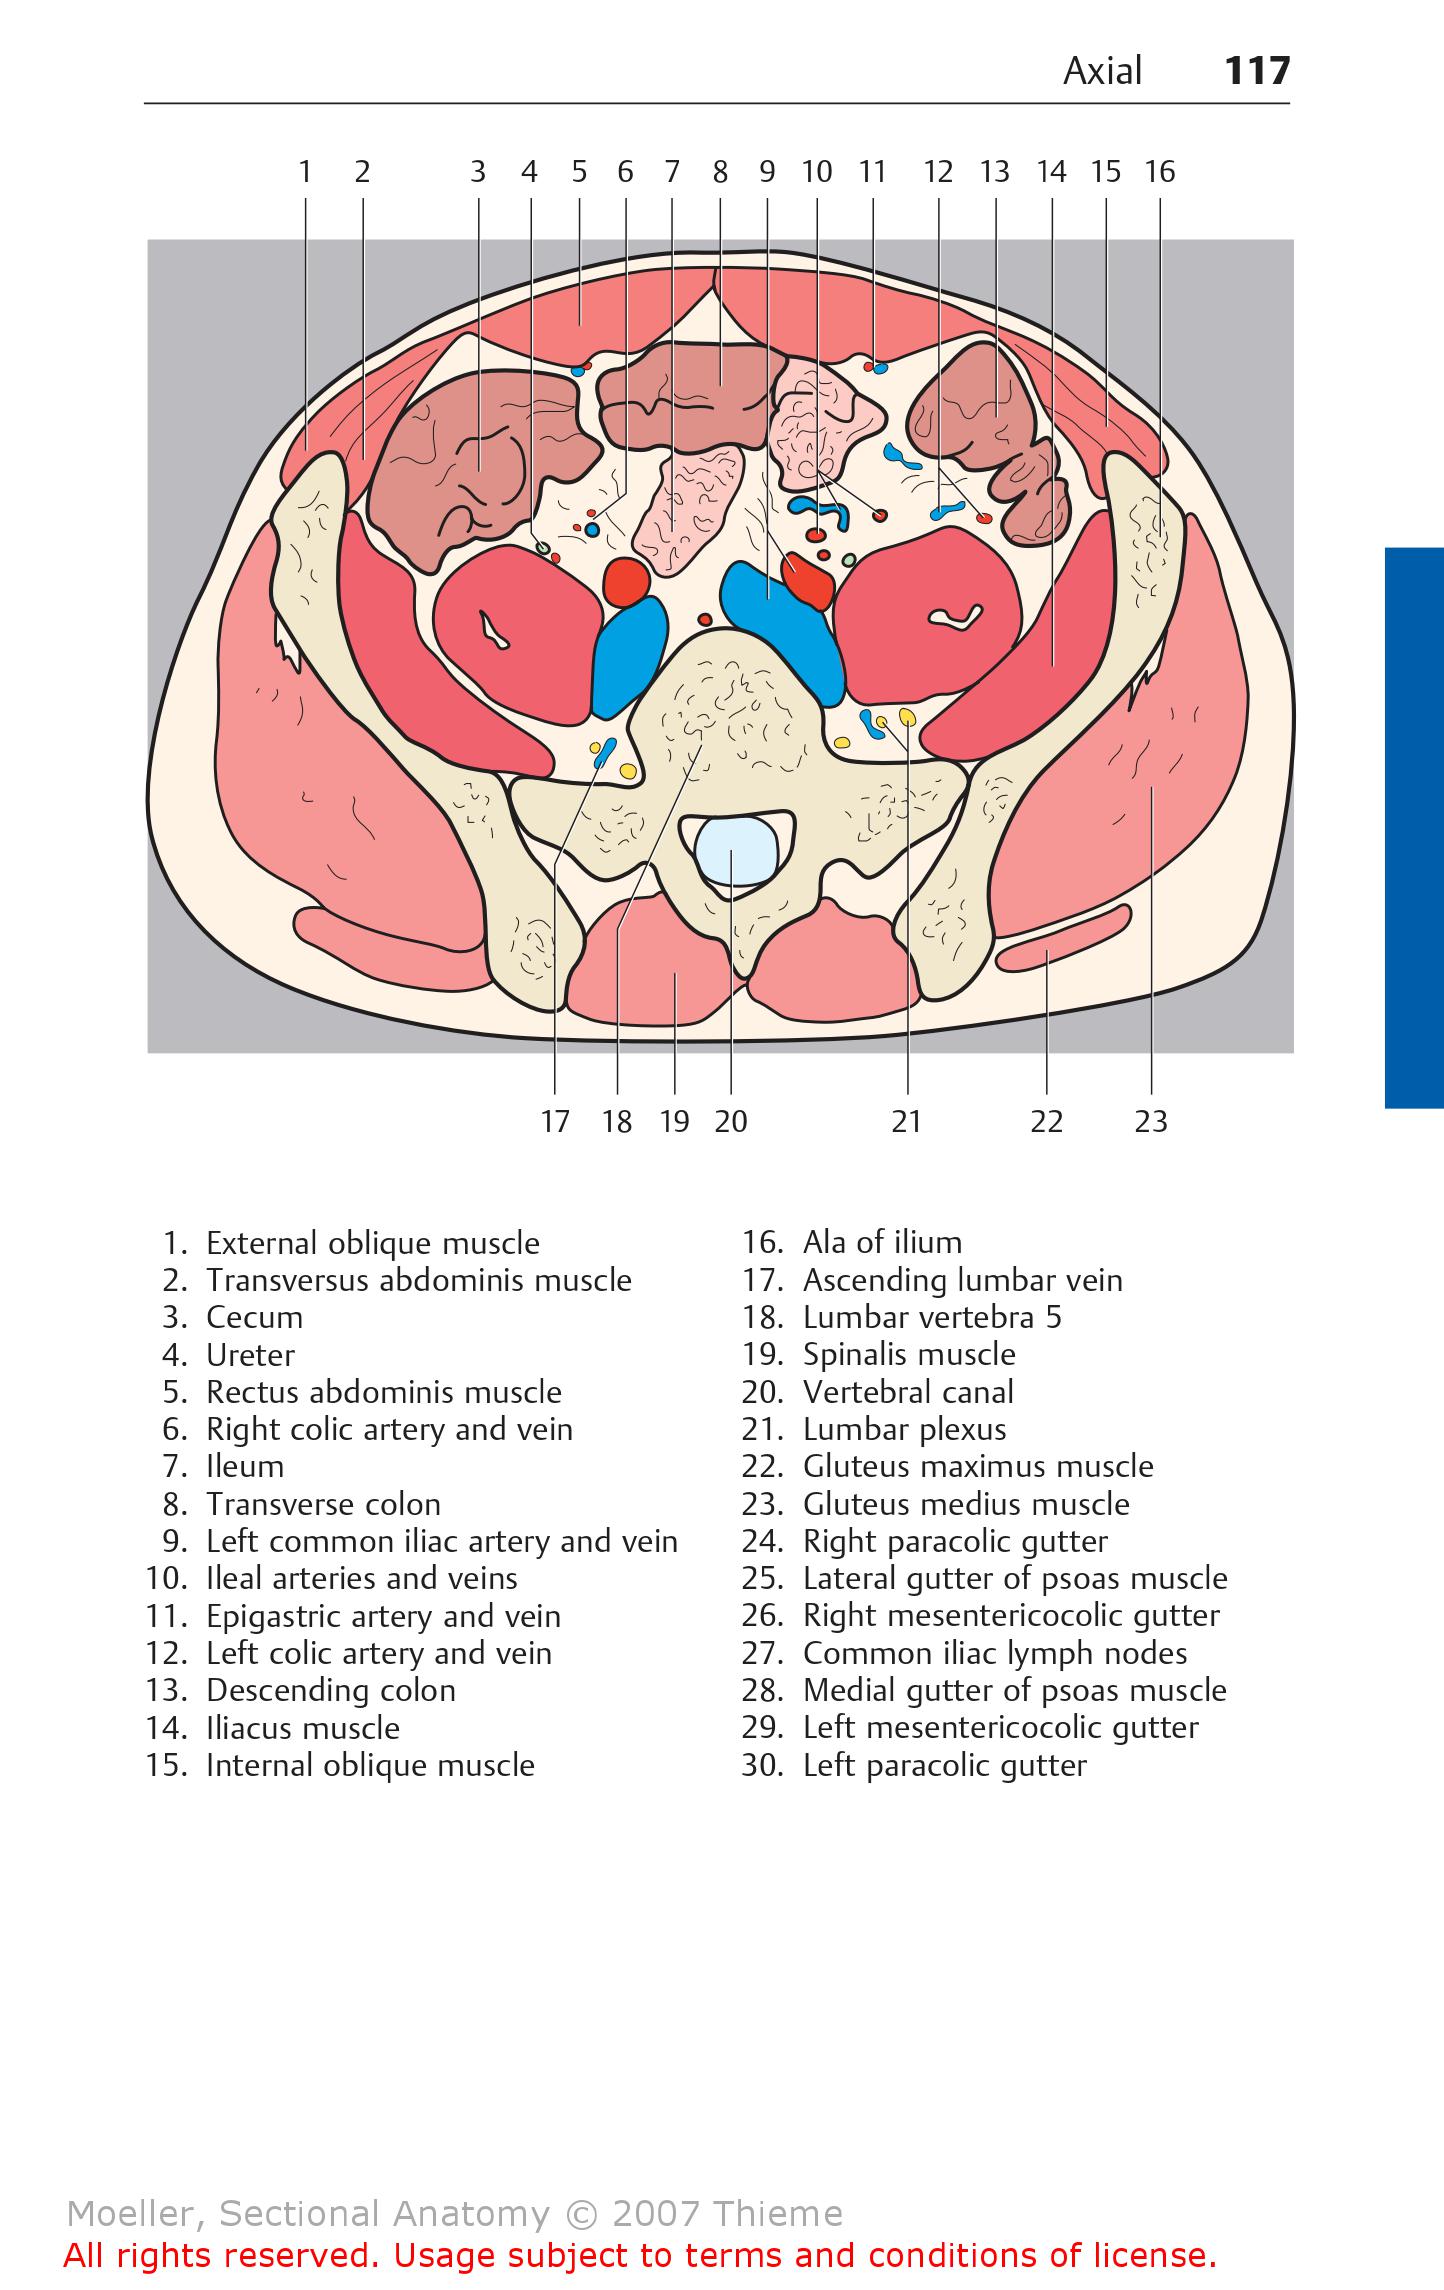 Axial 117
1 2 3 4 5 6 7 8 9 10 11 12 13 14 15 16
17 18 19 20 21 22 23
1. External oblique muscle
2. Transversus abdominis muscle
3. Cecum
4. Ureter
5. Rectus abdominis muscle
6. Right colic artery and vein
7. Ileum
8. Transverse colon
9. Left common iliac artery and vein
10. Ileal arteries and veins
11. Epigastric artery and vein
12. Left colic artery and vein
13. Descending colon
14. Iliacus muscle
15. Internal oblique muscle
16. Ala of ilium
17. Ascending lumbar vein
18. Lumbar vertebra 5
19. Spinalis muscle
20. Vertebral canal
21. Lumbar plexus
22. Gluteus maximus muscle
23. Gluteus medius muscle
24. Right paracolic gutter
25. Lateral gutter of psoas muscle
26. Right mesentericocolic gutter
27. Common iliac lymph nodes
28. Medial gutter of psoas muscle
29. Left mesentericocolic gutter
30. Left paracolic gutter
Moeller, Sectional Anatomy © 2007 Thieme
All rights reserved. Usage subject to terms and conditions of license.